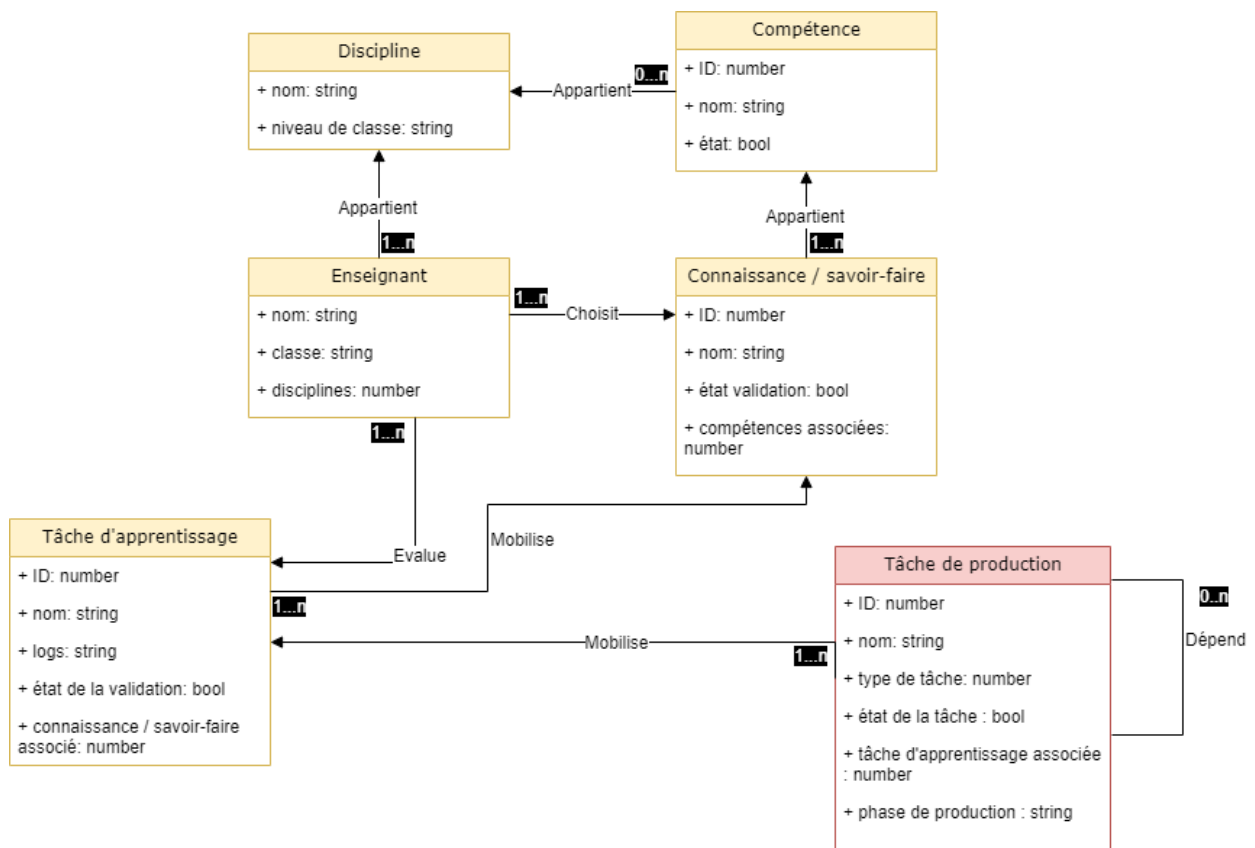 Discipline
+ nom: string
+ niveau de classe: string
Compétence
+ ID: number
+ nom: string
+ état: bool
0...n
Appartient
Appartient
1...n
Appartient
1...n
Enseignant
+ nom: string
+ classe: string
+ disciplines: number
1...n
Choisit
Connaissance / savoir-faire
+ ID: number
+ nom: string
+ état validation: bool
+ compétences associées:
number
1...n
Evalue
Mobilise
Tâche d'apprentissage
+ ID: number
+ nom: string
+ logs: string
+ état de la validation: bool
+ connaissance / savoir-faire
associé: number
1...n
Mobilise
1...n
Tâche de production
+ ID: number
+ nom: string
+ type de tâche: number
+ état de la tâche : bool
+ tâche d'apprentissage associée
: number
+ phase de production : string
0..n
Dépend